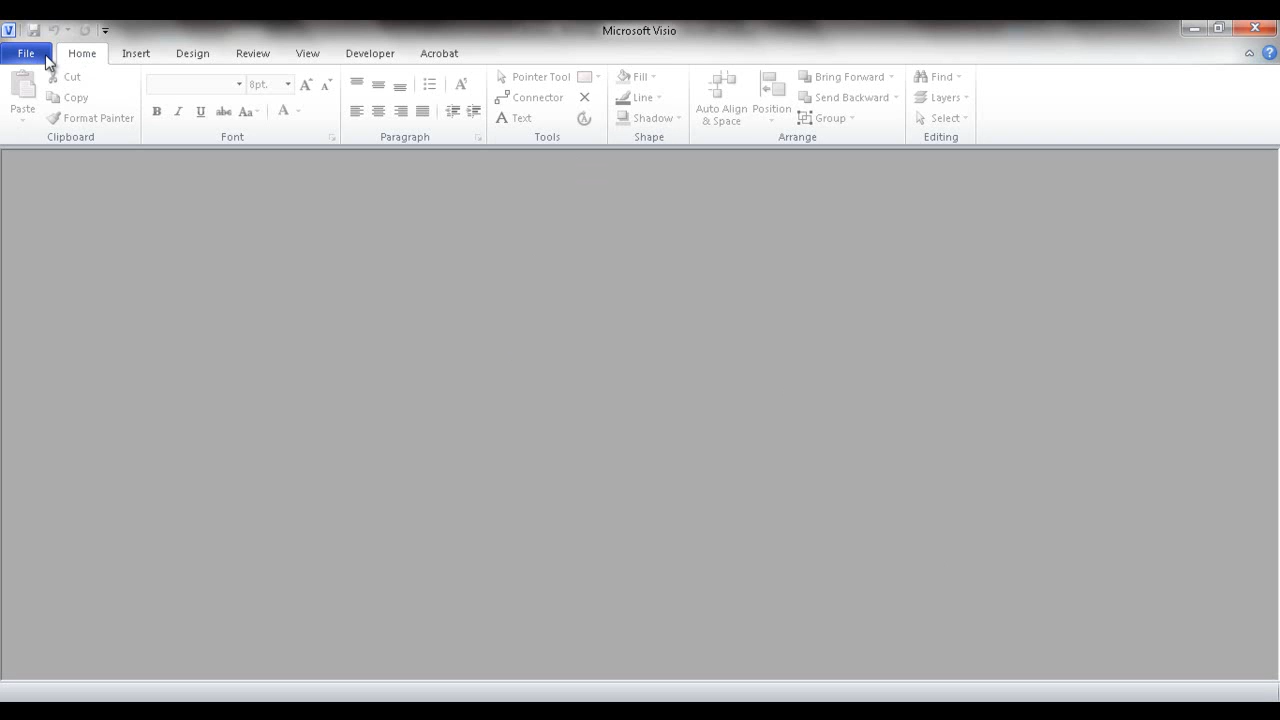 Microsoft Visio
File Home Insert Design Review View Developer Acrobat
Cut 8pt. Pointer Tool Fill Bring Forward Find
Paste Copy Connector Line Auto Align & Space Position Send Backward Layers
Format Painter B I U abc Aa A Text Shadow Group Select
Clipboard Font Paragraph Tools Shape Arrange Editing